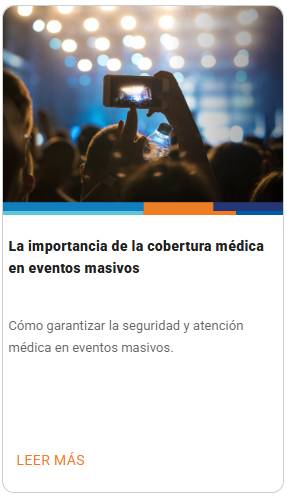 La importancia de la cobertura médica
en eventos masivos
Cómo garantizar la seguridad y atención
médica en eventos masivos.
LEER MÁS